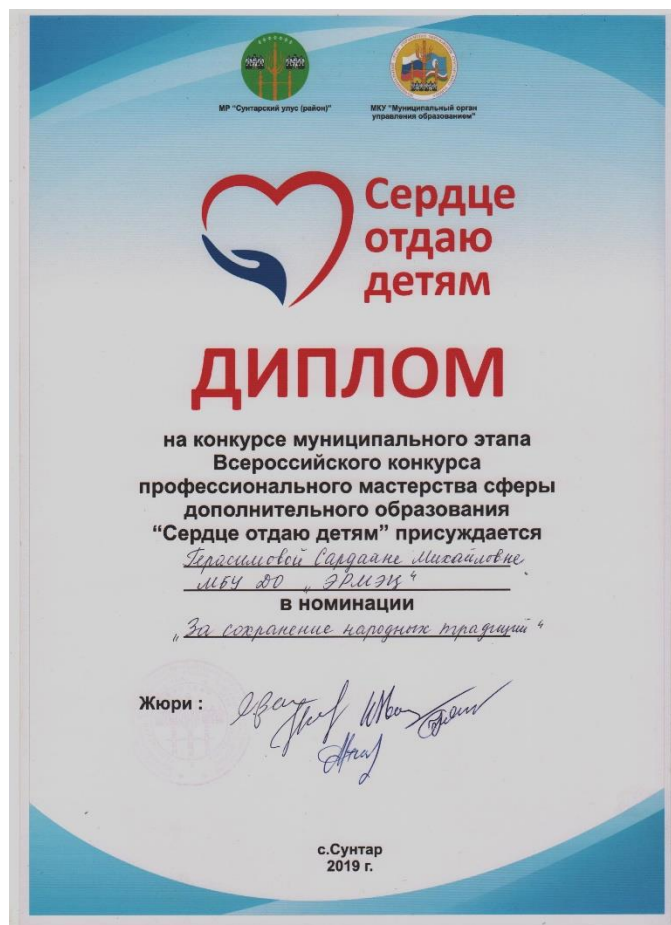 МР "Сунтарский улус (район)"
МКУ "Муниципальный орган
управления образованием"
Сердце
отдаю
детям
ДИПЛОМ
на конкурсе муниципального этапа
Всероссийского конкурса
профессионального мастерства сферы
дополнительного образования
“Сердце отдаю детям” присуждается
Герасимовой Сардаане Михайловне
МБУ ДО „ЭРМЭЦ“
в номинации
„За сохранение народных традиций“
Жюри :
с.Сунтар
2019 г.